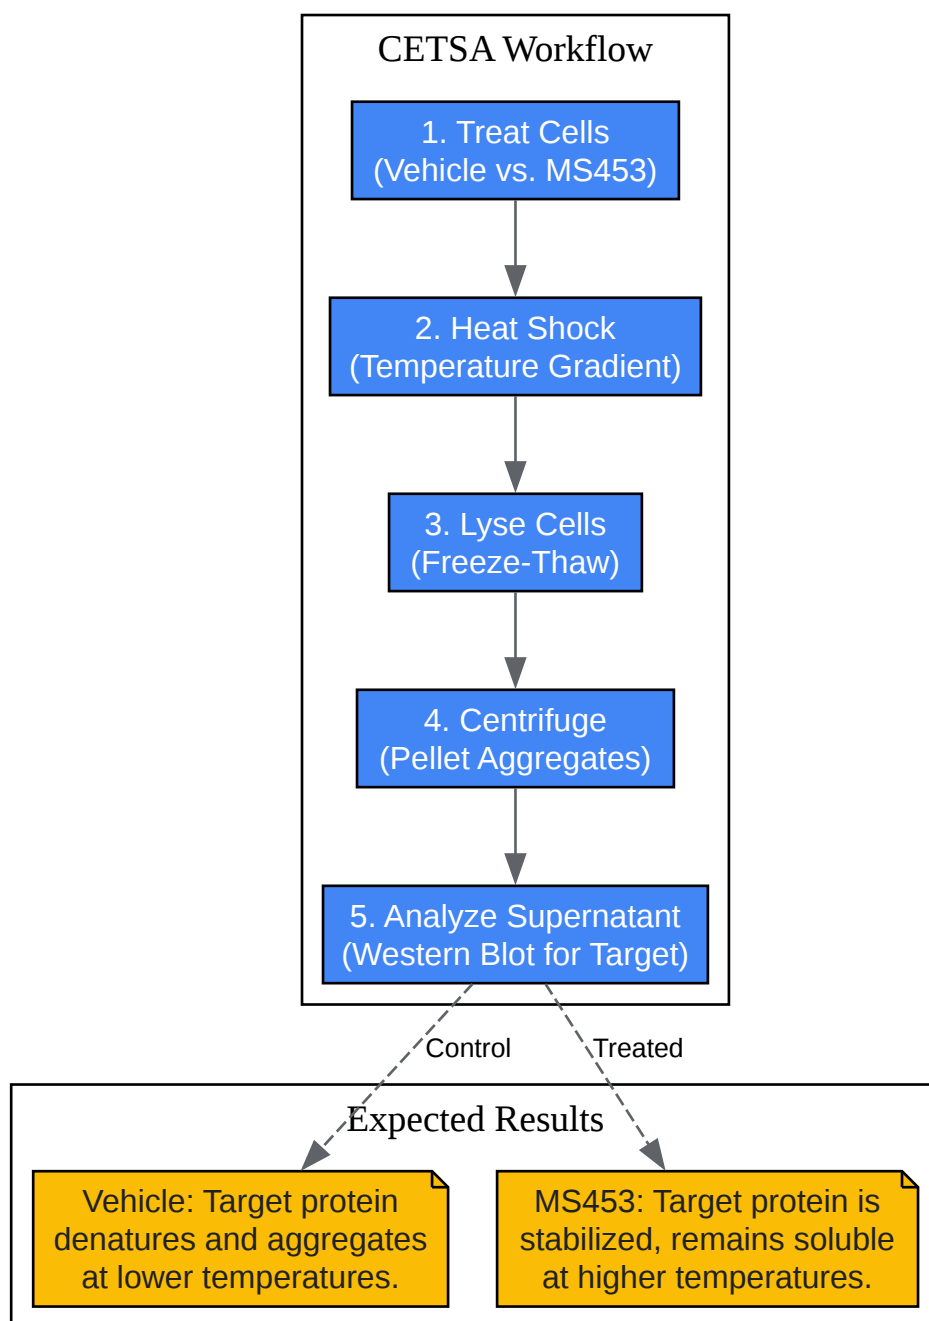 CETSA Workflow
1. Treat Cells
(Vehicle vs. MS453)
2. Heat Shock
(Temperature Gradient)
3. Lyse Cells
(Freeze-Thaw)
4. Centrifuge
(Pellet Aggregates)
5. Analyze Supernatant
(Western Blot for Target)
Control
Treated
Expected Results
Vehicle: Target protein
denatures and aggregates
at lower temperatures.
MS453: Target protein is
stabilized, remains soluble
at higher temperatures.